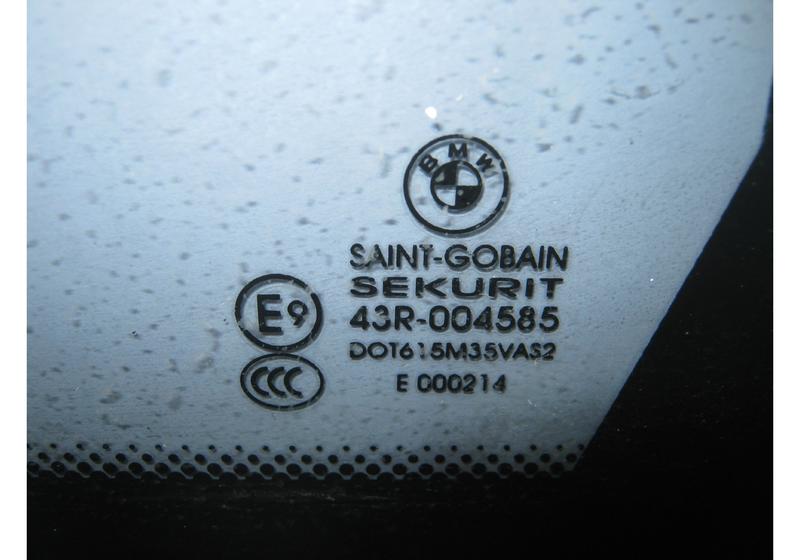 BMW
SAINT-GOBAIN
SEKURIT
E9
43R-004585
DOT615M35VAS2
CCC
E 000214